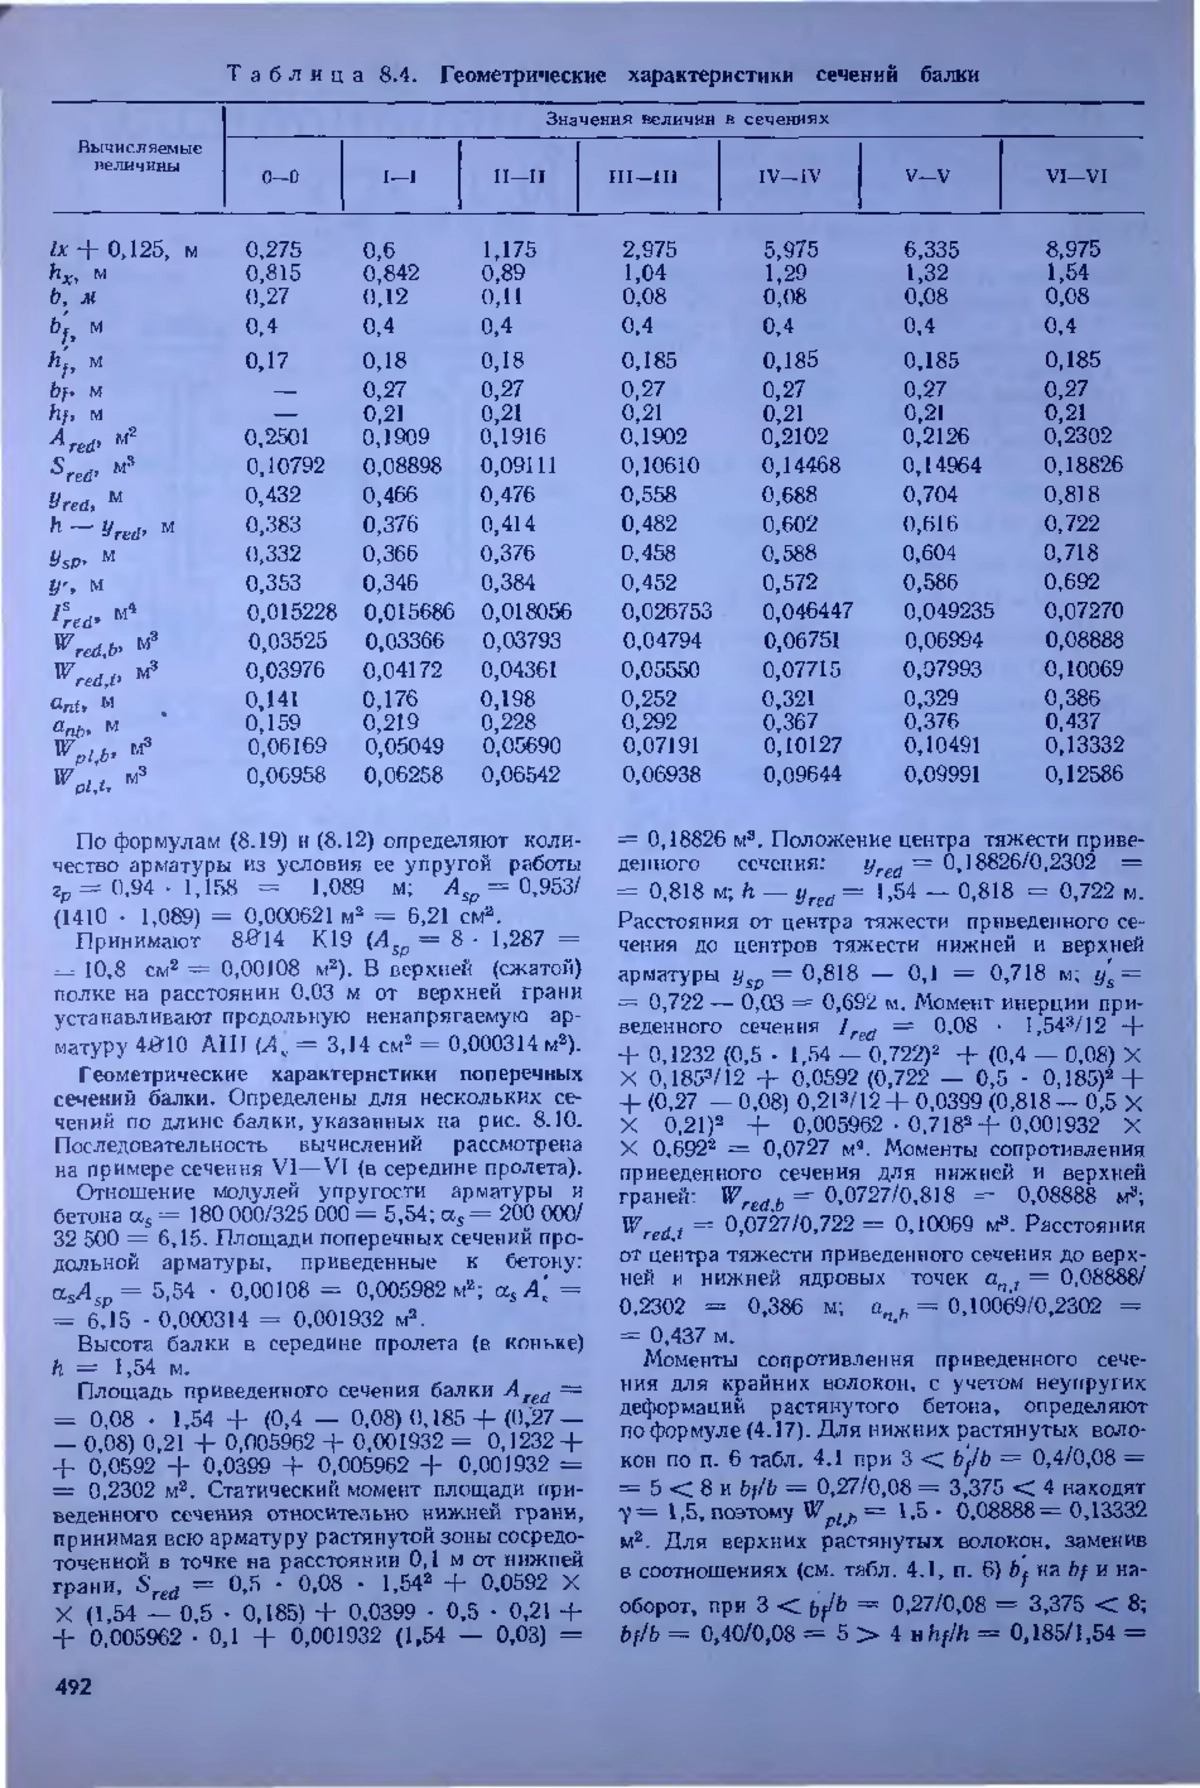 Таблица 8.4. Геометрические характеристики сечений балки
Вычисляемые величины
Значения величин в сечениях
0—0 I—I II—II III—III IV—IV V—V VI—VI
lx + 0,125, м 0,275 0,6 1,175 2,975 5,975 6,335 8,975
hx, м 0,815 0,842 0,89 1,04 1,29 1,32 1,54
b, м 0,27 0,12 0,11 0,08 0,08 0,08 0,08
b′f, м 0,4 0,4 0,4 0,4 0,4 0,4 0,4
h′f, м 0,17 0,18 0,18 0,185 0,185 0,185 0,185
bf, м — 0,27 0,27 0,27 0,27 0,27 0,27
hf, м — 0,21 0,21 0,21 0,21 0,21 0,21
Ared, м² 0,2501 0,1909 0,1916 0,1902 0,2102 0,2126 0,2302
Sred, м³ 0,10792 0,08898 0,09111 0,10610 0,14468 0,14964 0,18826
yred, м 0,432 0,466 0,476 0,558 0,688 0,704 0,818
h — yred, м 0,383 0,376 0,414 0,482 0,602 0,616 0,722
ysp, м 0,332 0,366 0,376 0,458 0,588 0,604 0,718
y′, м 0,353 0,346 0,384 0,452 0,572 0,586 0,692
Isred, м⁴ 0,015228 0,015686 0,018056 0,026753 0,046447 0,049235 0,07270
Wred,b, м³ 0,03525 0,03366 0,03793 0,04794 0,06751 0,06994 0,08888
Wred,t, м³ 0,03976 0,04172 0,04361 0,05550 0,07715 0,07993 0,10069
ant, м 0,141 0,176 0,198 0,252 0,321 0,329 0,386
anb, м 0,159 0,219 0,228 0,292 0,367 0,376 0,437
Wpl,b, м³ 0,06169 0,05049 0,05690 0,07191 0,10127 0,10491 0,13332
Wpl,t, м³ 0,06958 0,06258 0,06542 0,06938 0,09644 0,09991 0,12586
По формулам (8.19) и (8.12) определяют коли-
чество арматуры из условия ее упругой работы
zp = 0,94 · 1,158 = 1,089 м; Asp = 0,953/
(1410 · 1,089) = 0,000621 м² = 6,21 см².
Принимают 8Ø14 К19 (Asp = 8 · 1,287 =
= 10,8 см² = 0,00108 м²). В верхней (сжатой)
полке на расстоянии 0,03 м от верхней грани
устанавливают продольную ненапрягаемую ар-
матуру 4Ø10 АIII (A′s = 3,14 см² = 0,000314 м²).
Геометрические характеристики поперечных
сечений балки. Определены для нескольких се-
чений по длине балки, указанных на рис. 8.10.
Последовательность вычислений рассмотрена
на примере сечения VI—VI (в середине пролета).
Отношение модулей упругости арматуры и
бетона αs = 180 000/325 000 = 5,54; αs = 200 000/
32 500 = 6,15. Площади поперечных сечений про-
дольной арматуры, приведенные к бетону:
αsAsp = 5,54 · 0,00108 = 0,005982 м²; αsA′s =
= 6,15 · 0,000314 = 0,001932 м².
Высота балки в середине пролета (в коньке)
h = 1,54 м.
Площадь приведенного сечения балки Ared =
= 0,08 · 1,54 + (0,4 — 0,08) 0,185 + (0,27 —
— 0,08) 0,21 + 0,005962 + 0,001932 = 0,1232 +
+ 0,0592 + 0,0399 + 0,005962 + 0,001932 =
= 0,2302 м². Статический момент площади при-
веденного сечения относительно нижней грани,
принимая всю арматуру растянутой зоны сосредо-
точенной в точке на расстоянии 0,1 м от нижней
грани, Sred = 0,5 · 0,08 · 1,54² + 0,0592 ×
× (1,54 — 0,5 · 0,185) + 0,0399 · 0,5 · 0,21 +
+ 0,005962 · 0,1 + 0,001932 (1,54 — 0,03) =
492
= 0,18826 м³. Положение центра тяжести приве-
денного сечения: yred = 0,18826/0,2302 =
= 0,818 м; h — yred = 1,54 — 0,818 = 0,722 м.
Расстояния от центра тяжести приведенного се-
чения до центров тяжести нижней и верхней
арматуры ysp = 0,818 — 0,1 = 0,718 м; y′s =
= 0,722 — 0,03 = 0,692 м. Момент инерции при-
веденного сечения Ired = 0,08 · 1,54³/12 +
+ 0,1232 (0,5 · 1,54 — 0,722)² + (0,4 — 0,08) ×
× 0,185³/12 + 0,0592 (0,722 — 0,5 · 0,185)² +
+ (0,27 — 0,08) 0,21³/12 + 0,0399 (0,818 — 0,5 ×
× 0,21)² + 0,005962 · 0,718² + 0,001932 ×
× 0,692² = 0,0727 м⁴. Моменты сопротивления
приведенного сечения для нижней и верхней
граней: Wred,b = 0,0727/0,818 = 0,08888 м³;
Wred,t = 0,0727/0,722 = 0,10069 м³. Расстояния
от центра тяжести приведенного сечения до верх-
ней и нижней ядровых точек an,t = 0,08888/
0,2302 = 0,386 м; an,b = 0,10069/0,2302 =
= 0,437 м.
Моменты сопротивления приведенного сече-
ния для крайних волокон, с учетом неупругих
деформаций растянутого бетона, определяют
по формуле (4.17). Для нижних растянутых воло-
кон по п. 6 табл. 4.1 при 3 < b′f/b = 0,4/0,08 =
= 5 < 8 и bf/b = 0,27/0,08 = 3,375 < 4 находят
γ = 1,5, поэтому Wpl,b = 1,5 · 0,08888 = 0,13332
м². Для верхних растянутых волокон, заменив
в соотношениях (см. табл. 4.1, п. 6) b′f на bf и на-
оборот, при 3 < b′f/b = 0,27/0,08 = 3,375 < 8;
bf/b = 0,40/0,08 = 5 > 4 и hf/h = 0,185/1,54 =